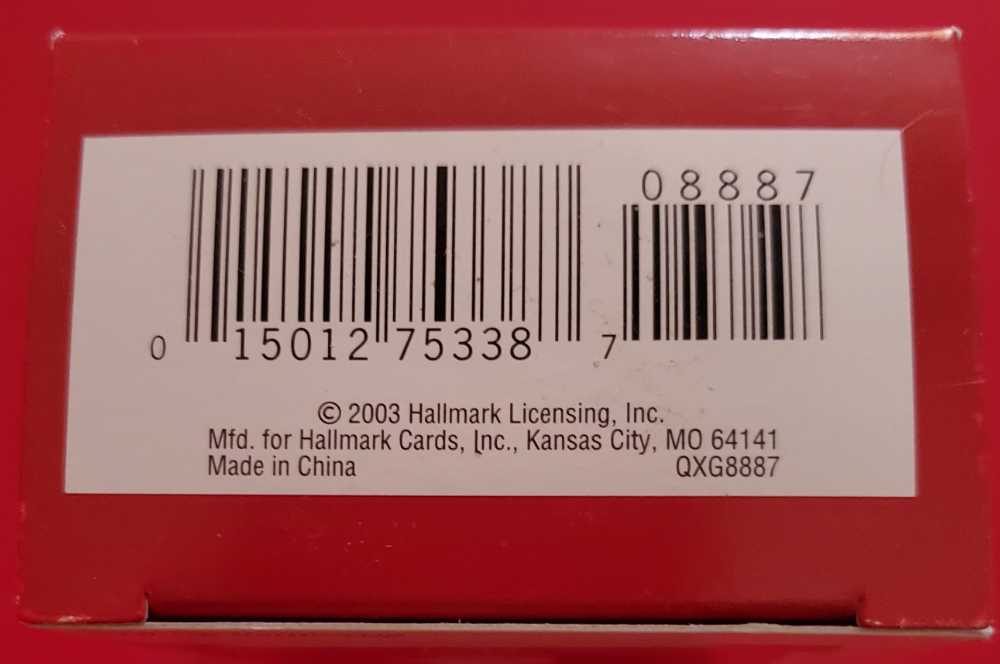 08887
0 15012 75338 7
© 2003 Hallmark Licensing, Inc.
Mfd. for Hallmark Cards, Inc., Kansas City, MO 64141
Made in China QXG8887